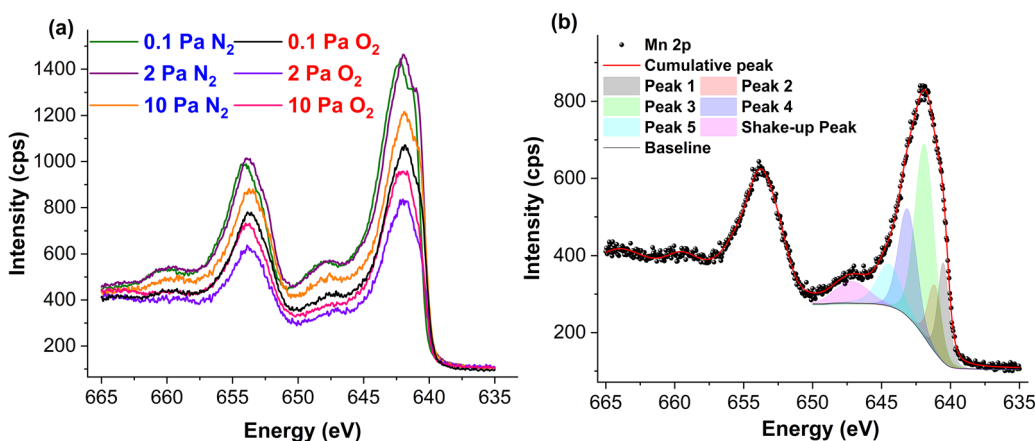 (a)
0.1 Pa N₂ 0.1 Pa O₂
2 Pa N₂ 2 Pa O₂
10 Pa N₂ 10 Pa O₂
Intensity (cps)
1400
1200
1000
800
600
400
200
665 660 655 650 645 640 635
Energy (eV)
(b)
Mn 2p
Cumulative peak
Peak 1 Peak 2
Peak 3 Peak 4
Peak 5 Shake-up Peak
Baseline
Intensity (cps)
800
600
400
200
665 660 655 650 645 640 635
Energy (eV)